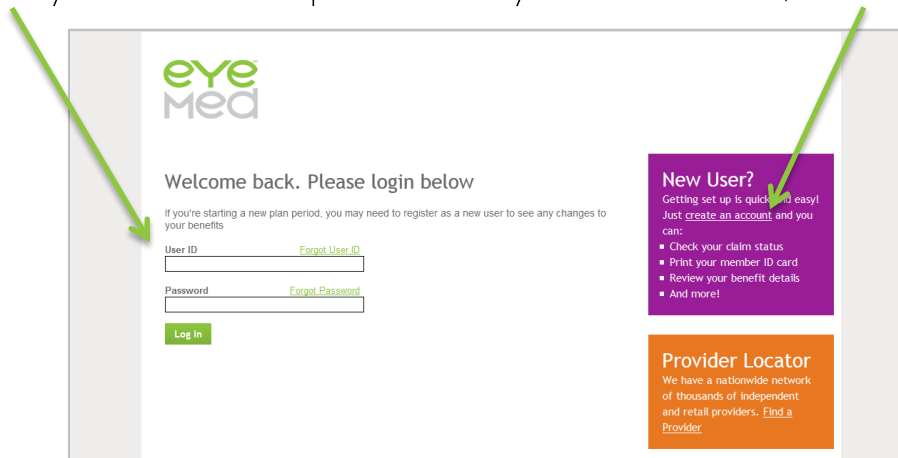 eye
Med
Welcome back. Please login below
If you're starting a new plan period, you may need to register as a new user to see any changes to
your benefits
User ID Forgot User ID
Password Forgot Password
Log In
New User?
Getting set up is quick and easy!
Just create an account and you
can:
▪ Check your claim status
▪ Print your member ID card
▪ Review your benefit details
▪ And more!
Provider Locator
We have a nationwide network
of thousands of independent
and retail providers. Find a
Provider